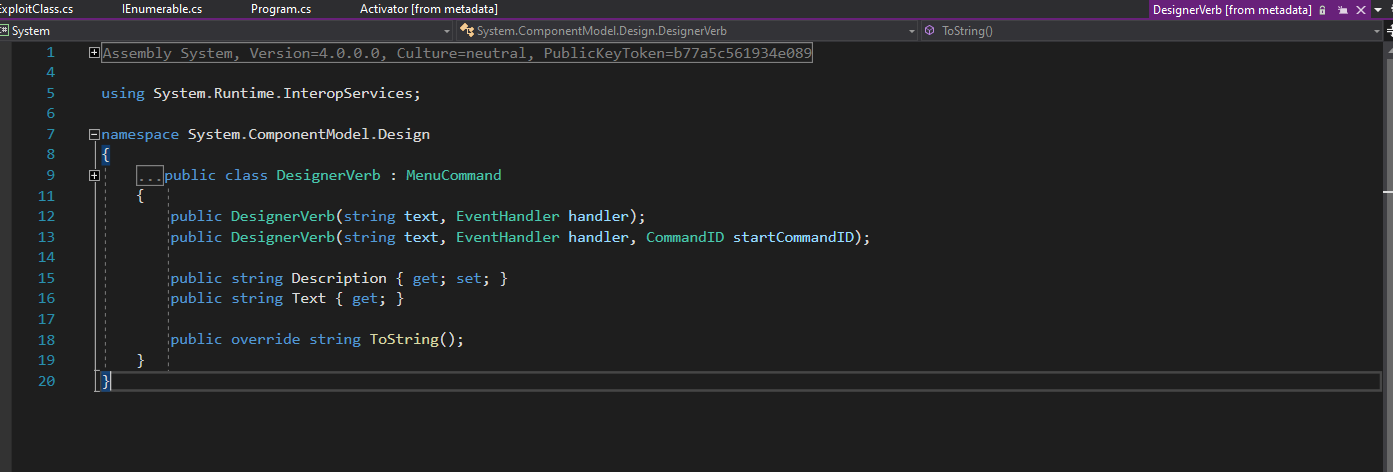 ExploitClass.cs IEnumerable.cs Program.cs Activator [from metadata] DesignerVerb [from metadata]
System System.ComponentModel.Design.DesignerVerb ToString()
1 Assembly System, Version=4.0.0.0, Culture=neutral, PublicKeyToken=b77a5c561934e089
4
5 using System.Runtime.InteropServices;
6
7 namespace System.ComponentModel.Design
8 {
9 ...public class DesignerVerb : MenuCommand
11 {
12 public DesignerVerb(string text, EventHandler handler);
13 public DesignerVerb(string text, EventHandler handler, CommandID startCommandID);
14
15 public string Description { get; set; }
16 public string Text { get; }
17
18 public override string ToString();
19 }
20 }